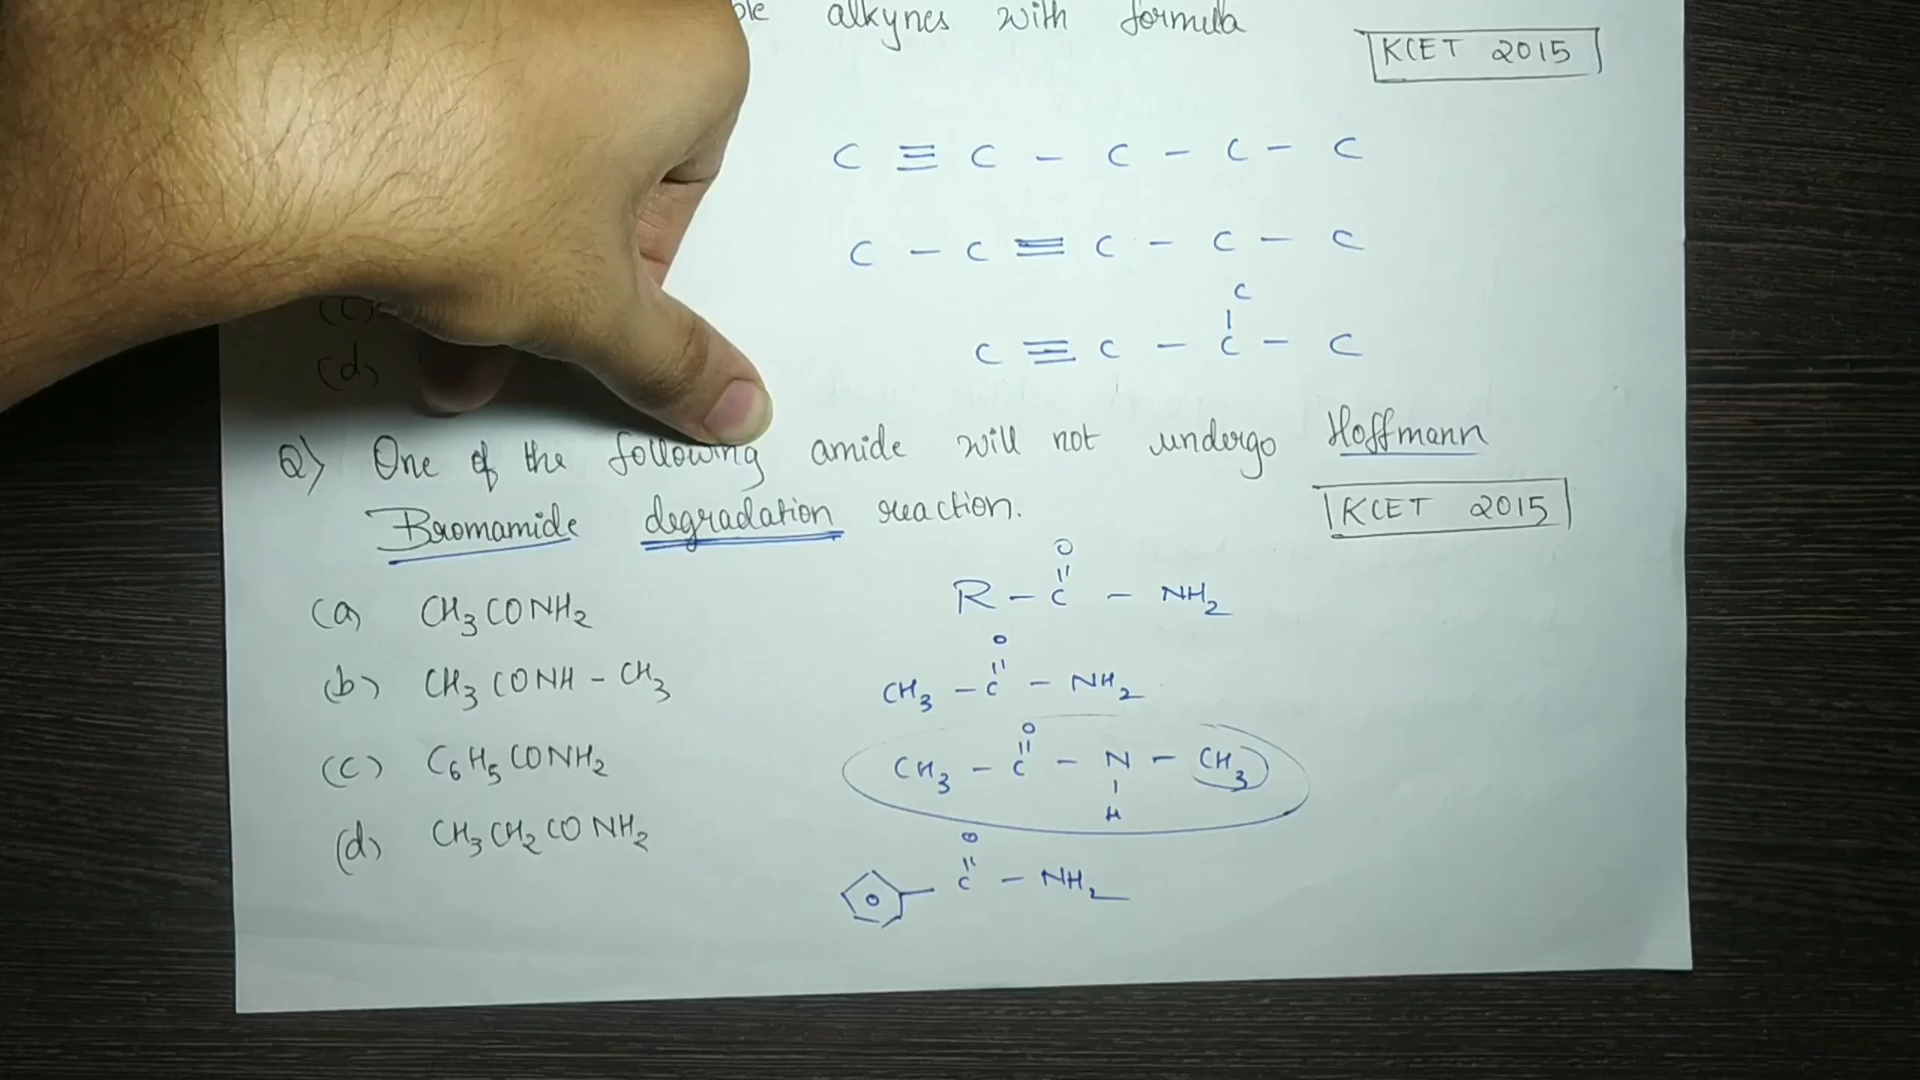 alkynes with formula
KCET 2015
C ≡ C - C - C - C
C - C ≡ C - C - C
C
C ≡ C - C - C
(c)
(d)
Q) One of the following amide will not undergo Hoffmann
Bromamide degradation reaction.
KCET 2015
O
R - C - NH2
(a) CH3CONH2
O
CH3 - C - NH2
(b) CH3CONH - CH3
O
CH3 - C - N - CH3
H
(c) C6H5CONH2
(d) CH3CH2CONH2
O
C - NH2